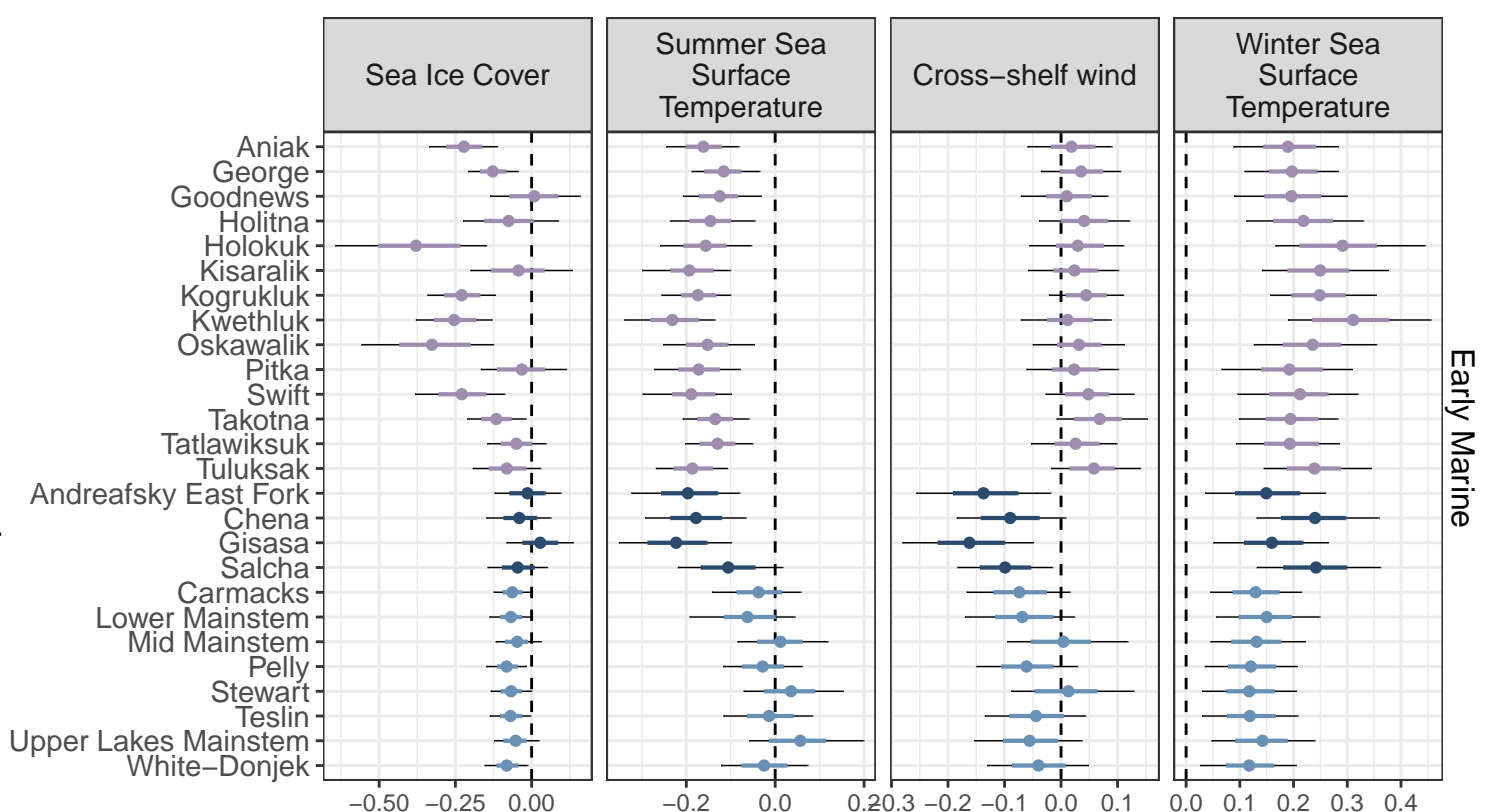 Sea Ice Cover
Summer Sea
Surface
Temperature
Cross−shelf wind
Winter Sea
Surface
Temperature
Aniak
George
Goodnews
Holitna
Holokuk
Kisaralik
Kogrukluk
Kwethluk
Oskawalik
Pitka
Swift
Takotna
Tatlawiksuk
Tuluksak
Andreafsky East Fork
Chena
Gisasa
Salcha
Carmacks
Lower Mainstem
Mid Mainstem
Pelly
Stewart
Teslin
Upper Lakes Mainstem
White−Donjek
Early Marine
−0.50 −0.25 0.00
−0.2 0.0 0.2
−0.3 −0.2 −0.1 0.0 0.1
0.0 0.1 0.2 0.3 0.4